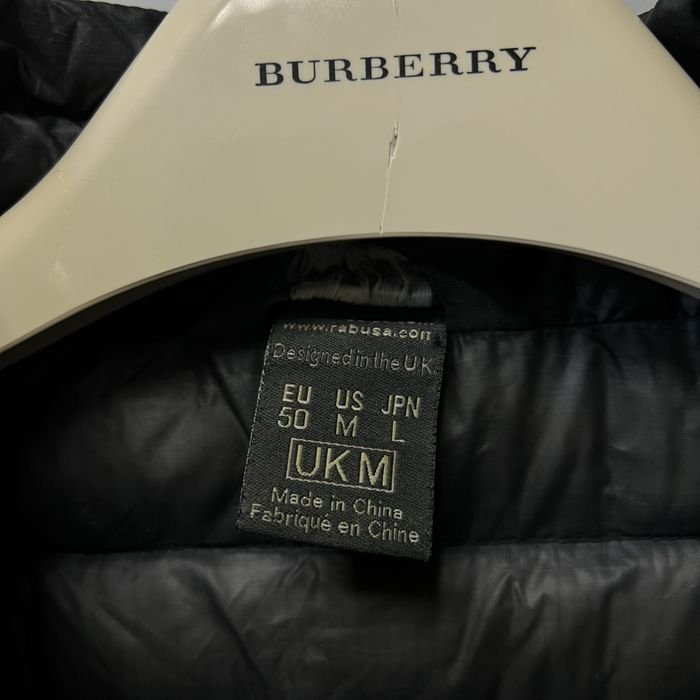 BURBERRY
www.rabusa.com
Designed in the UK
EU US JPN
50 M L
UK M
Made in China
Fabriqué en Chine